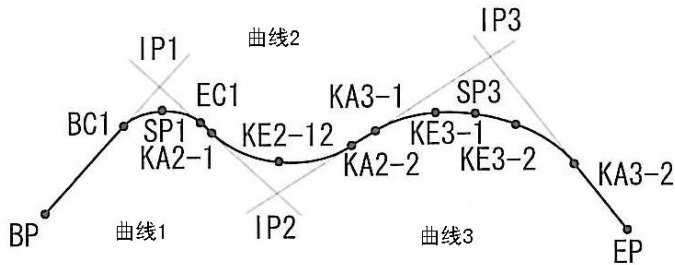 IP1
曲线2
IP3
BC1
EC1
SP1
KA2-1
KE2-12
KA3-1
KA2-2
SP3
KE3-1
KE3-2
KA3-2
BP
曲线1
IP2
曲线3
EP